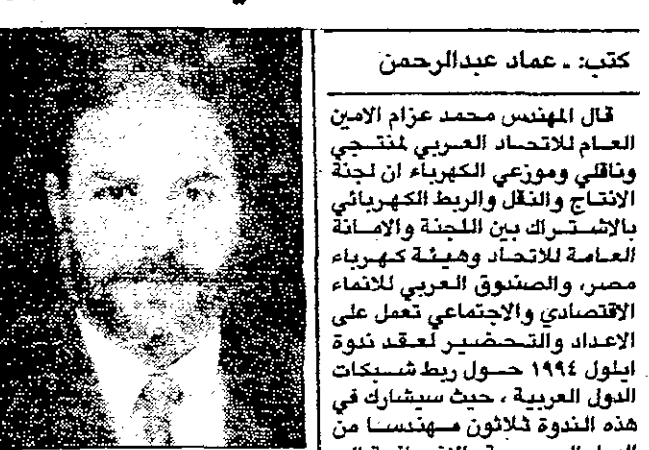 كتب: ـ عماد عبدالرحمن
قال المهندس محمد عزام الامين
العام للاتحاد العربي لمنتجي
وناقلي وموزعي الكهرباء ان لجنة
الانتاج والنقل والربط الكهربائي
بالاشتراك بين اللجنة والامانة
العامة للاتحاد وهيئة كهرباء
مصر، والصندوق العربي للانماء
الاقتصادي والاجتماعي تعمل على
الاعداد والتحضير لعقد ندوة
ايلول ١٩٩٤ حول ربط شبكات
الدول العربية ، حيث سيشارك في
هذه الندوة ثلاثون مهندسا من